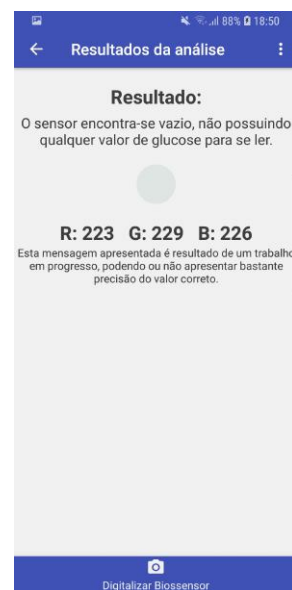 88% 18:50
Resultados da análise
Resultado:
O sensor encontra-se vazio, não possuindo
qualquer valor de glucose para se ler.
R: 223 G: 229 B: 226
Esta mensagem apresentada é resultado de um trabalho
em progresso, podendo ou não apresentar bastante
precisão do valor correto.
Digitalizar Biossensor